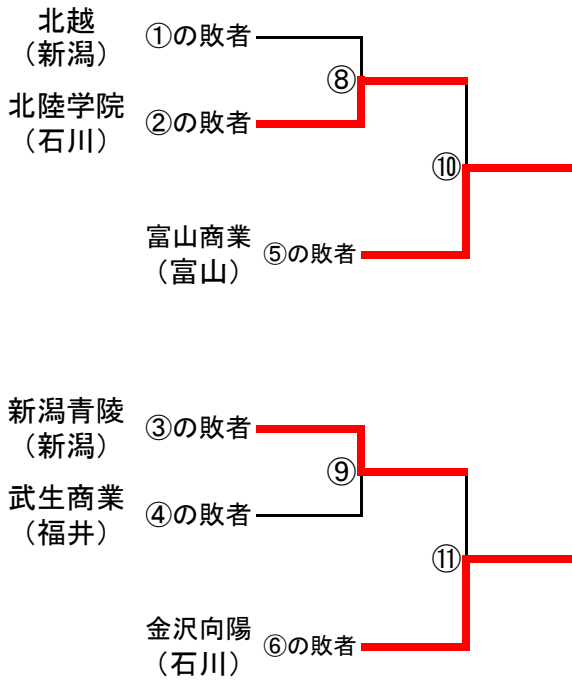 北越
（新潟）
①の敗者
⑧
北陸学院
（石川）
②の敗者
⑩
富山商業
（富山）
⑤の敗者
新潟青陵
（新潟）
③の敗者
⑨
武生商業
（福井）
④の敗者
⑪
金沢向陽
（石川）
⑥の敗者